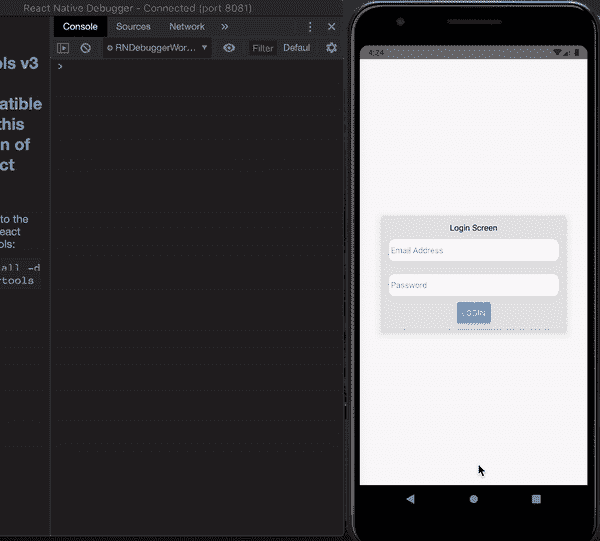 React Native Debugger - Connected (port 8081)
Console
Sources
Network
»
RNDebuggerWor...
Filter
Defaul
>
ols v3
atible
this
n of
ct
to the
eact
ols:
all -d
tools
4:24
Login Screen
Email Address
Password
LOGIN